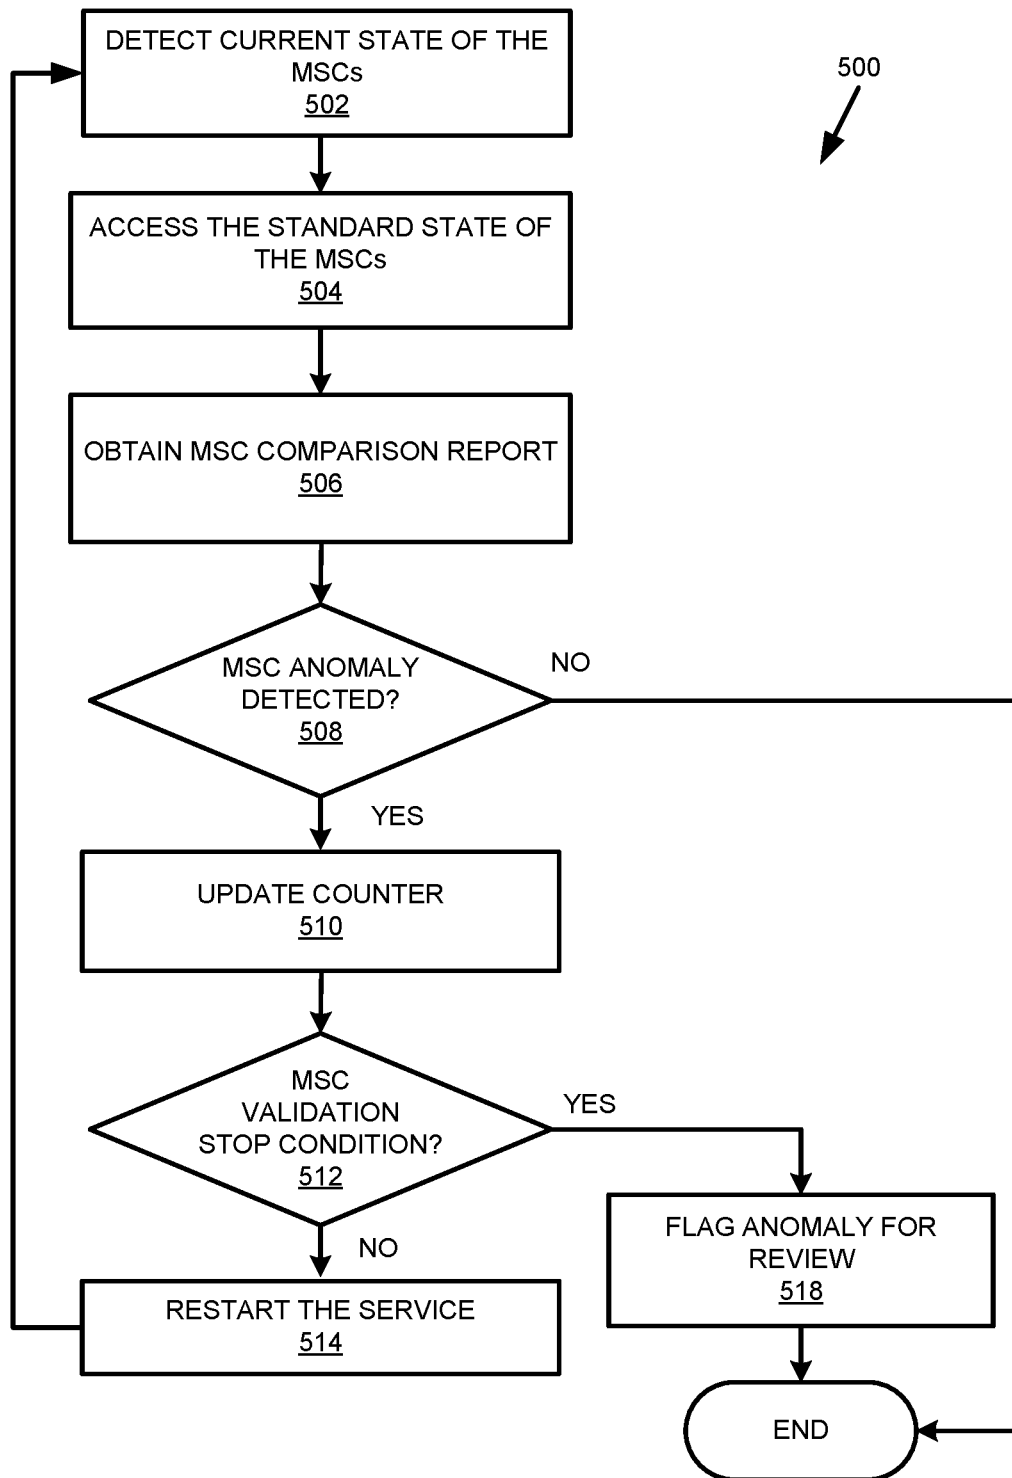 DETECT CURRENT STATE OF THE
MSCs
502
500
ACCESS THE STANDARD STATE OF
THE MSCs
504
OBTAIN MSC COMPARISON REPORT
506
MSC ANOMALY
DETECTED?
508
NO
YES
UPDATE COUNTER
510
MSC
VALIDATION
STOP CONDITION?
512
YES
NO
FLAG ANOMALY FOR
REVIEW
518
RESTART THE SERVICE
514
END